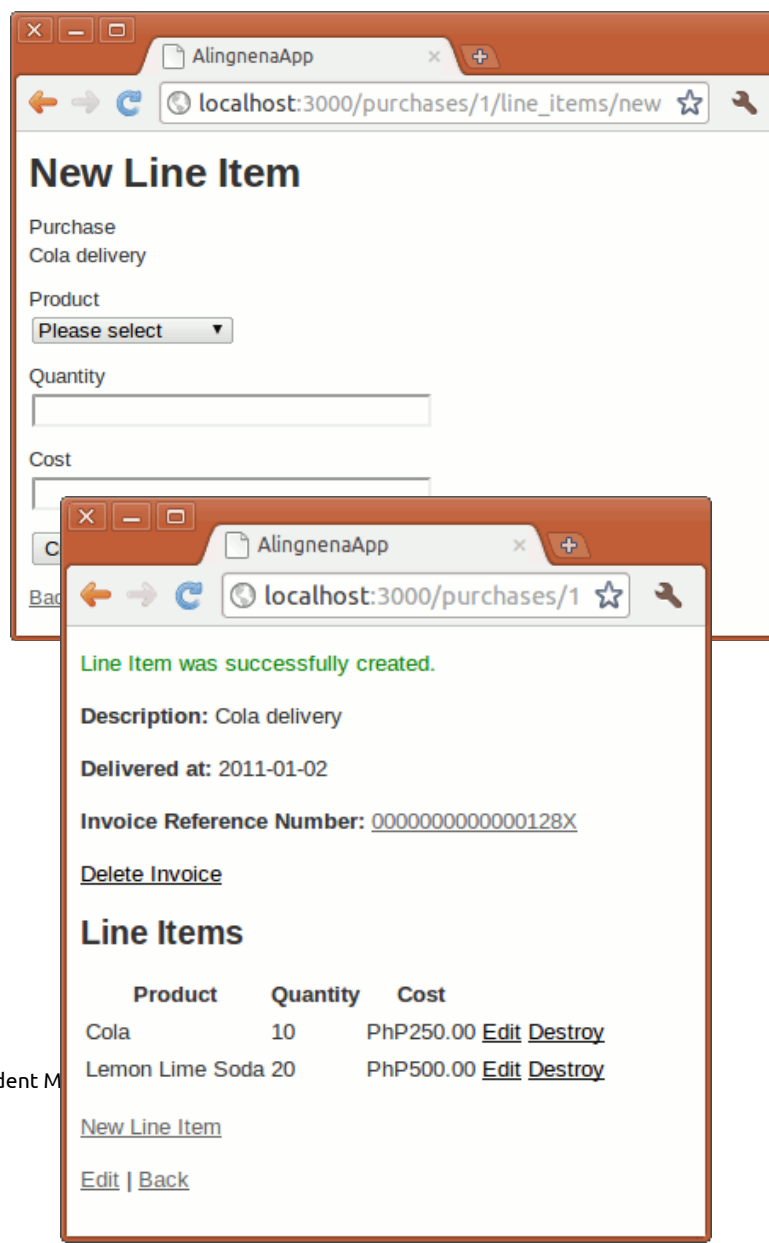 AlingnenaApp
localhost:3000/purchases/1/line_items/new
New Line Item
Purchase
Cola delivery
Product
Please select
Quantity
Cost
AlingnenaApp
localhost:3000/purchases/1
Line Item was successfully created.
Description: Cola delivery
Delivered at: 2011-01-02
Invoice Reference Number: 0000000000000128X
Delete Invoice
Line Items
Product Quantity Cost
Cola 10 PhP250.00 Edit Destroy
Lemon Lime Soda 20 PhP500.00 Edit Destroy
New Line Item
Edit | Back